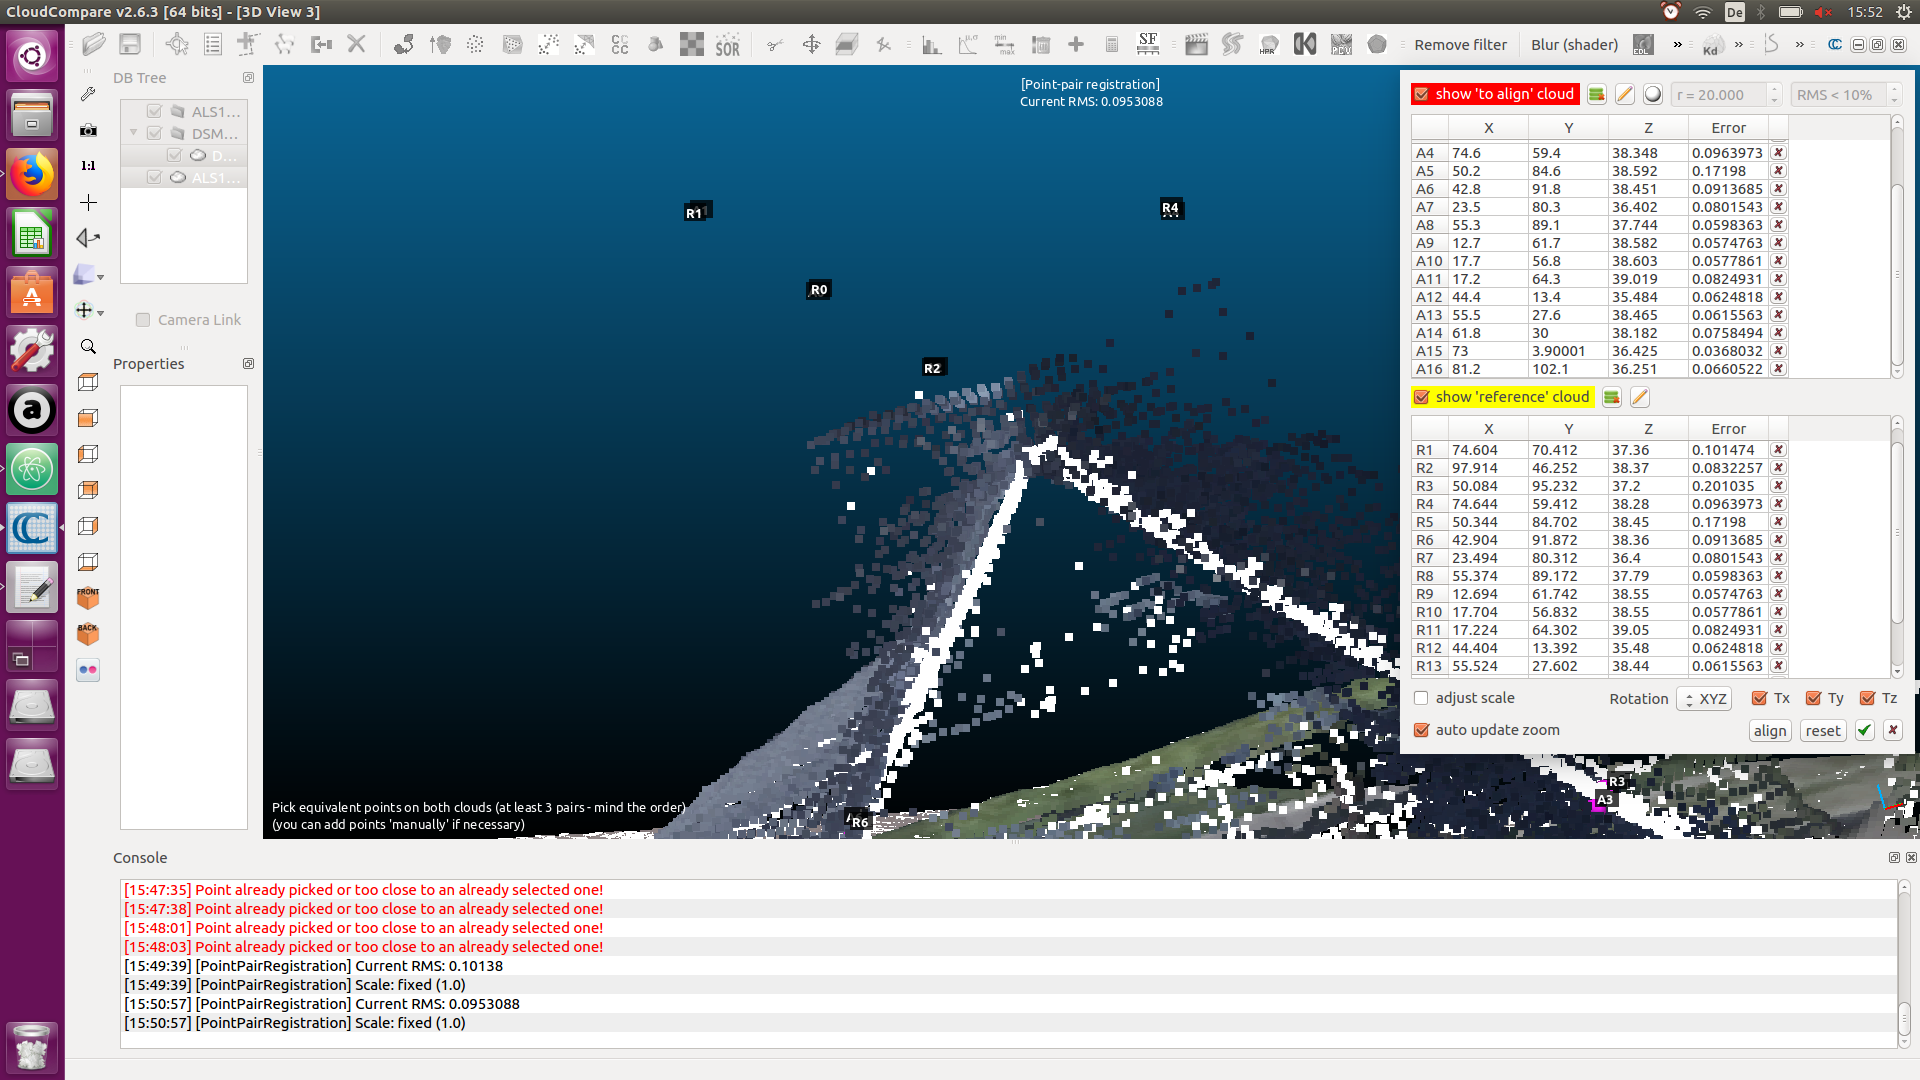 CloudCompare v2.6.3 [64 bits] - [3D View 3]
De
15:52
SOR
SF
Remove filter
Blur (shader)
EDL
»
Kd
»
»
DB Tree
ALS1...
DSM...
D...
ALS1...
1:1
Camera Link
Properties
FRONT
BACK
[Point-pair registration]
Current RMS: 0.0953088
R1
R4
R0
R2
R6
R3
A3
Pick equivalent points on both clouds (at least 3 pairs - mind the order)
(you can add points 'manually' if necessary)
show 'to align' cloud
r = 20.000
RMS < 10%
X Y Z Error
A4 74.6 59.4 38.348 0.0963973
A5 50.2 84.6 38.592 0.17198
A6 42.8 91.8 38.451 0.0913685
A7 23.5 80.3 36.402 0.0801543
A8 55.3 89.1 37.744 0.0598363
A9 12.7 61.7 38.582 0.0574763
A10 17.7 56.8 38.603 0.0577861
A11 17.2 64.3 39.019 0.0824931
A12 44.4 13.4 35.484 0.0624818
A13 55.5 27.6 38.465 0.0615563
A14 61.8 30 38.182 0.0758494
A15 73 3.90001 36.425 0.0368032
A16 81.2 102.1 36.251 0.0660522
show 'reference' cloud
X Y Z Error
R1 74.604 70.412 37.36 0.101474
R2 97.914 46.252 38.37 0.0832257
R3 50.084 95.232 37.2 0.201035
R4 74.644 59.412 38.28 0.0963973
R5 50.344 84.702 38.45 0.17198
R6 42.904 91.872 38.36 0.0913685
R7 23.494 80.312 36.4 0.0801543
R8 55.374 89.172 37.79 0.0598363
R9 12.694 61.742 38.55 0.0574763
R10 17.704 56.832 38.55 0.0577861
R11 17.224 64.302 39.05 0.0824931
R12 44.404 13.392 35.48 0.0624818
R13 55.524 27.602 38.44 0.0615563
adjust scale
Rotation XYZ Tx Ty Tz
auto update zoom
align reset
Console
[15:47:35] Point already picked or too close to an already selected one!
[15:47:38] Point already picked or too close to an already selected one!
[15:48:01] Point already picked or too close to an already selected one!
[15:48:03] Point already picked or too close to an already selected one!
[15:49:39] [PointPairRegistration] Current RMS: 0.10138
[15:49:39] [PointPairRegistration] Scale: fixed (1.0)
[15:50:57] [PointPairRegistration] Current RMS: 0.0953088
[15:50:57] [PointPairRegistration] Scale: fixed (1.0)